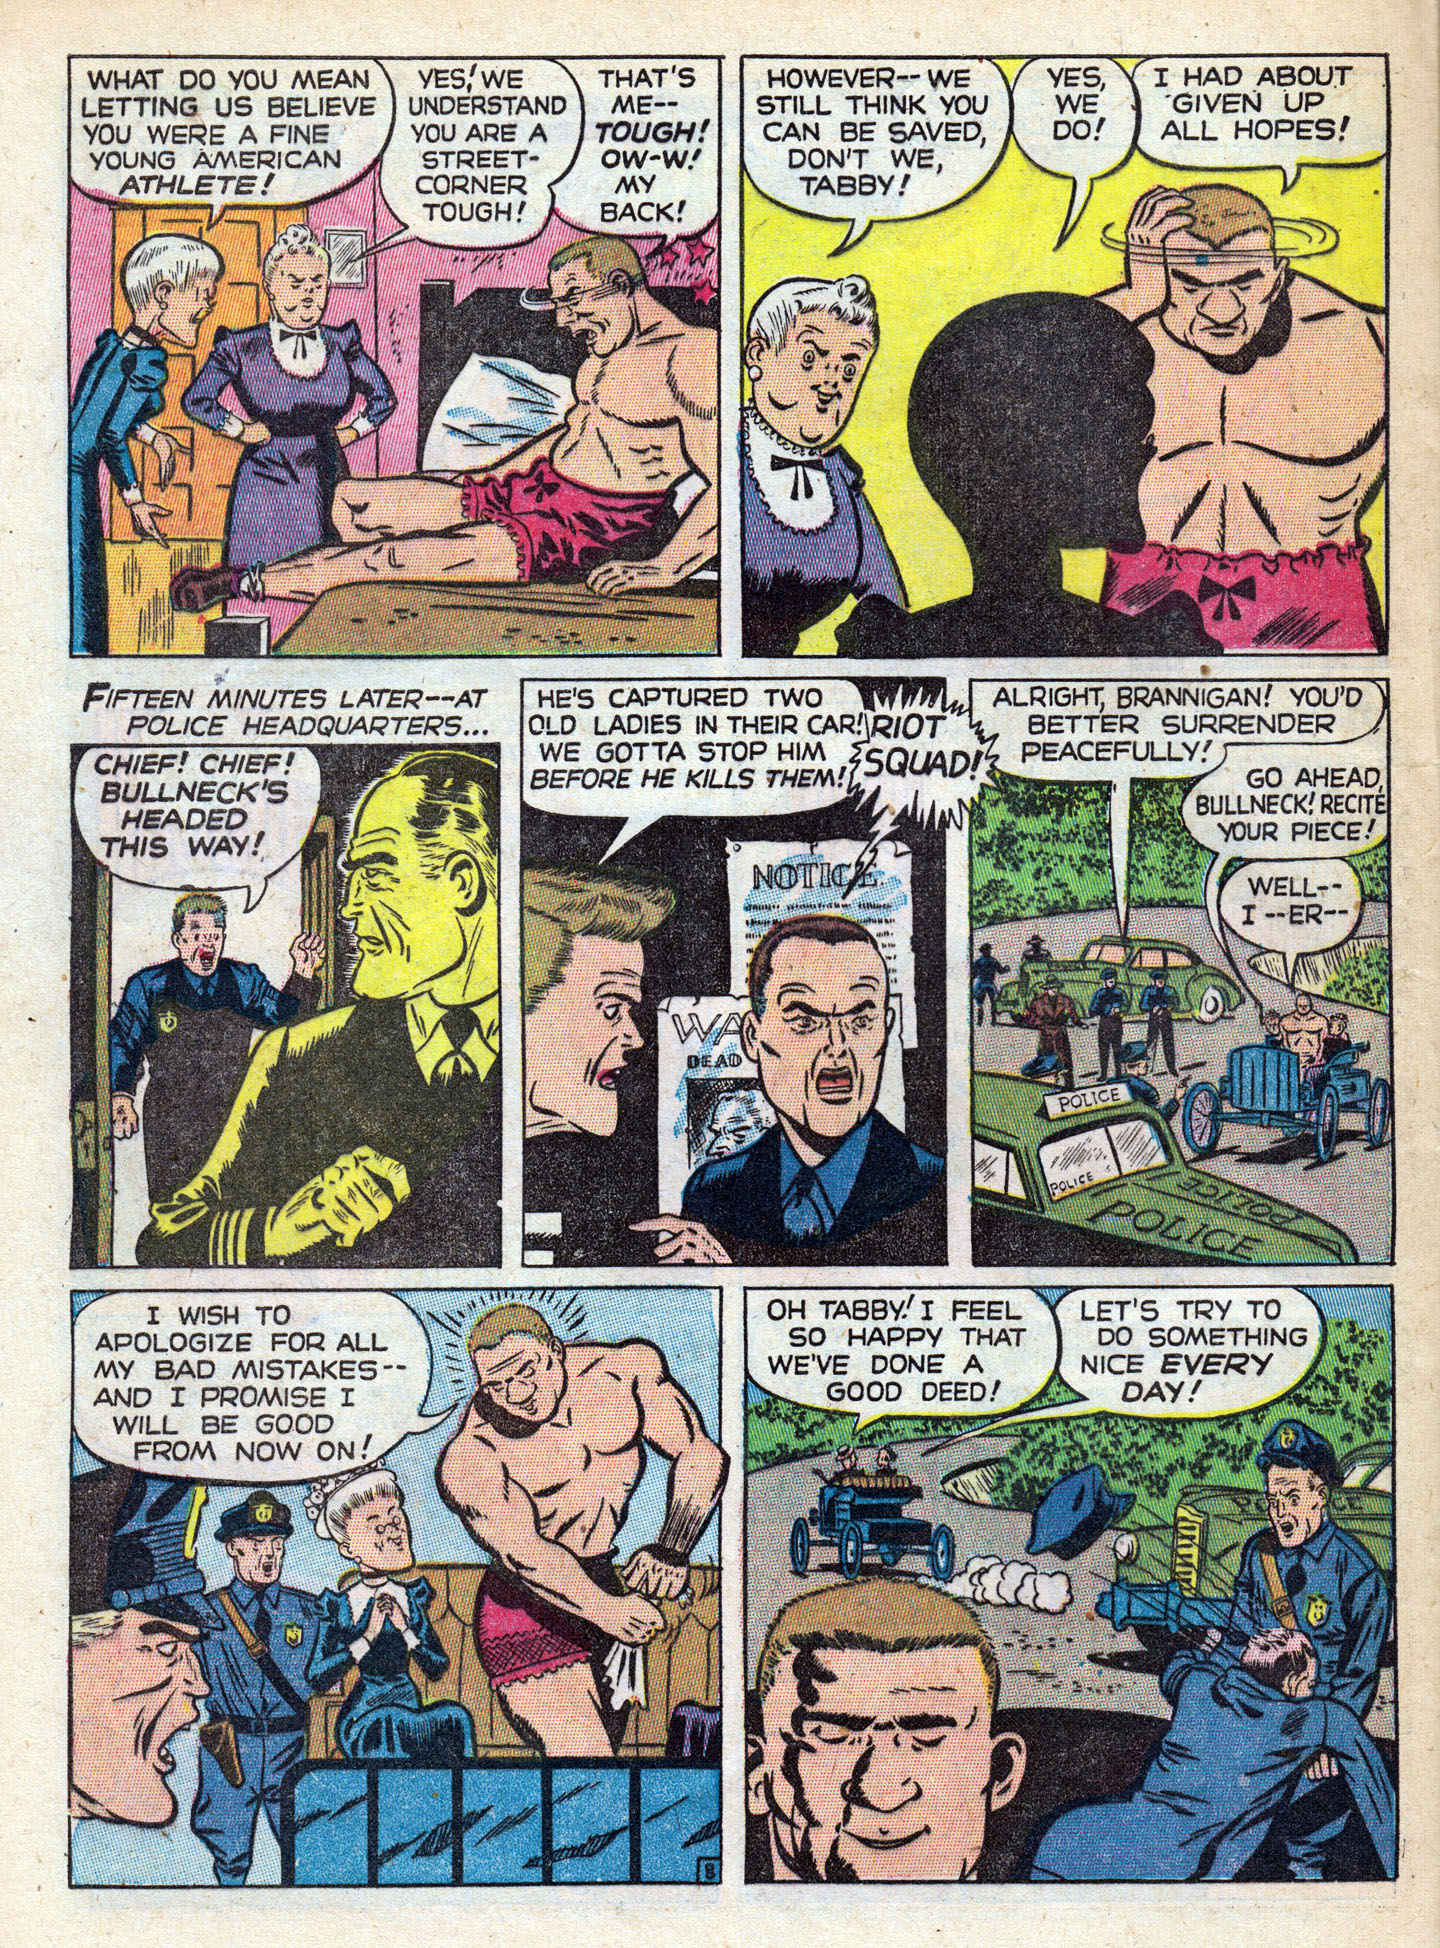 WHAT DO YOU MEAN
LETTING US BELIEVE
YOU WERE A FINE
YOUNG AMERICAN
ATHLETE!
YES! WE
UNDERSTAND
YOU ARE A
STREET-
CORNER
TOUGH!
THAT'S
ME--
TOUGH!
OW-W!
MY
BACK!
HOWEVER--WE
STILL THINK YOU
CAN BE SAVED,
DON'T WE,
TABBY!
YES,
WE
DO!
I HAD ABOUT
GIVEN UP
ALL HOPES!
FIFTEEN MINUTES LATER--AT
POLICE HEADQUARTERS...
CHIEF! CHIEF!
BULLNECK'S
HEADED
THIS WAY!
HE'S CAPTURED TWO
OLD LADIES IN THEIR CAR!
WE GOTTA STOP HIM
BEFORE HE KILLS THEM!
RIOT
SQUAD!
NOTICE
WA
DEAD
ALRIGHT, BRANNIGAN! YOU'D
BETTER SURRENDER
PEACEFULLY!
GO AHEAD,
BULLNECK! RECITE
YOUR PIECE!
WELL--
I--ER--
POLICE
POLICE
POLICE
POLICE
I WISH TO
APOLOGIZE FOR ALL
MY BAD MISTAKES--
AND I PROMISE I
WILL BE GOOD
FROM NOW ON!
8
OH TABBY! I FEEL
SO HAPPY THAT
WE'VE DONE A
GOOD DEED!
LET'S TRY TO
DO SOMETHING
NICE EVERY
DAY!